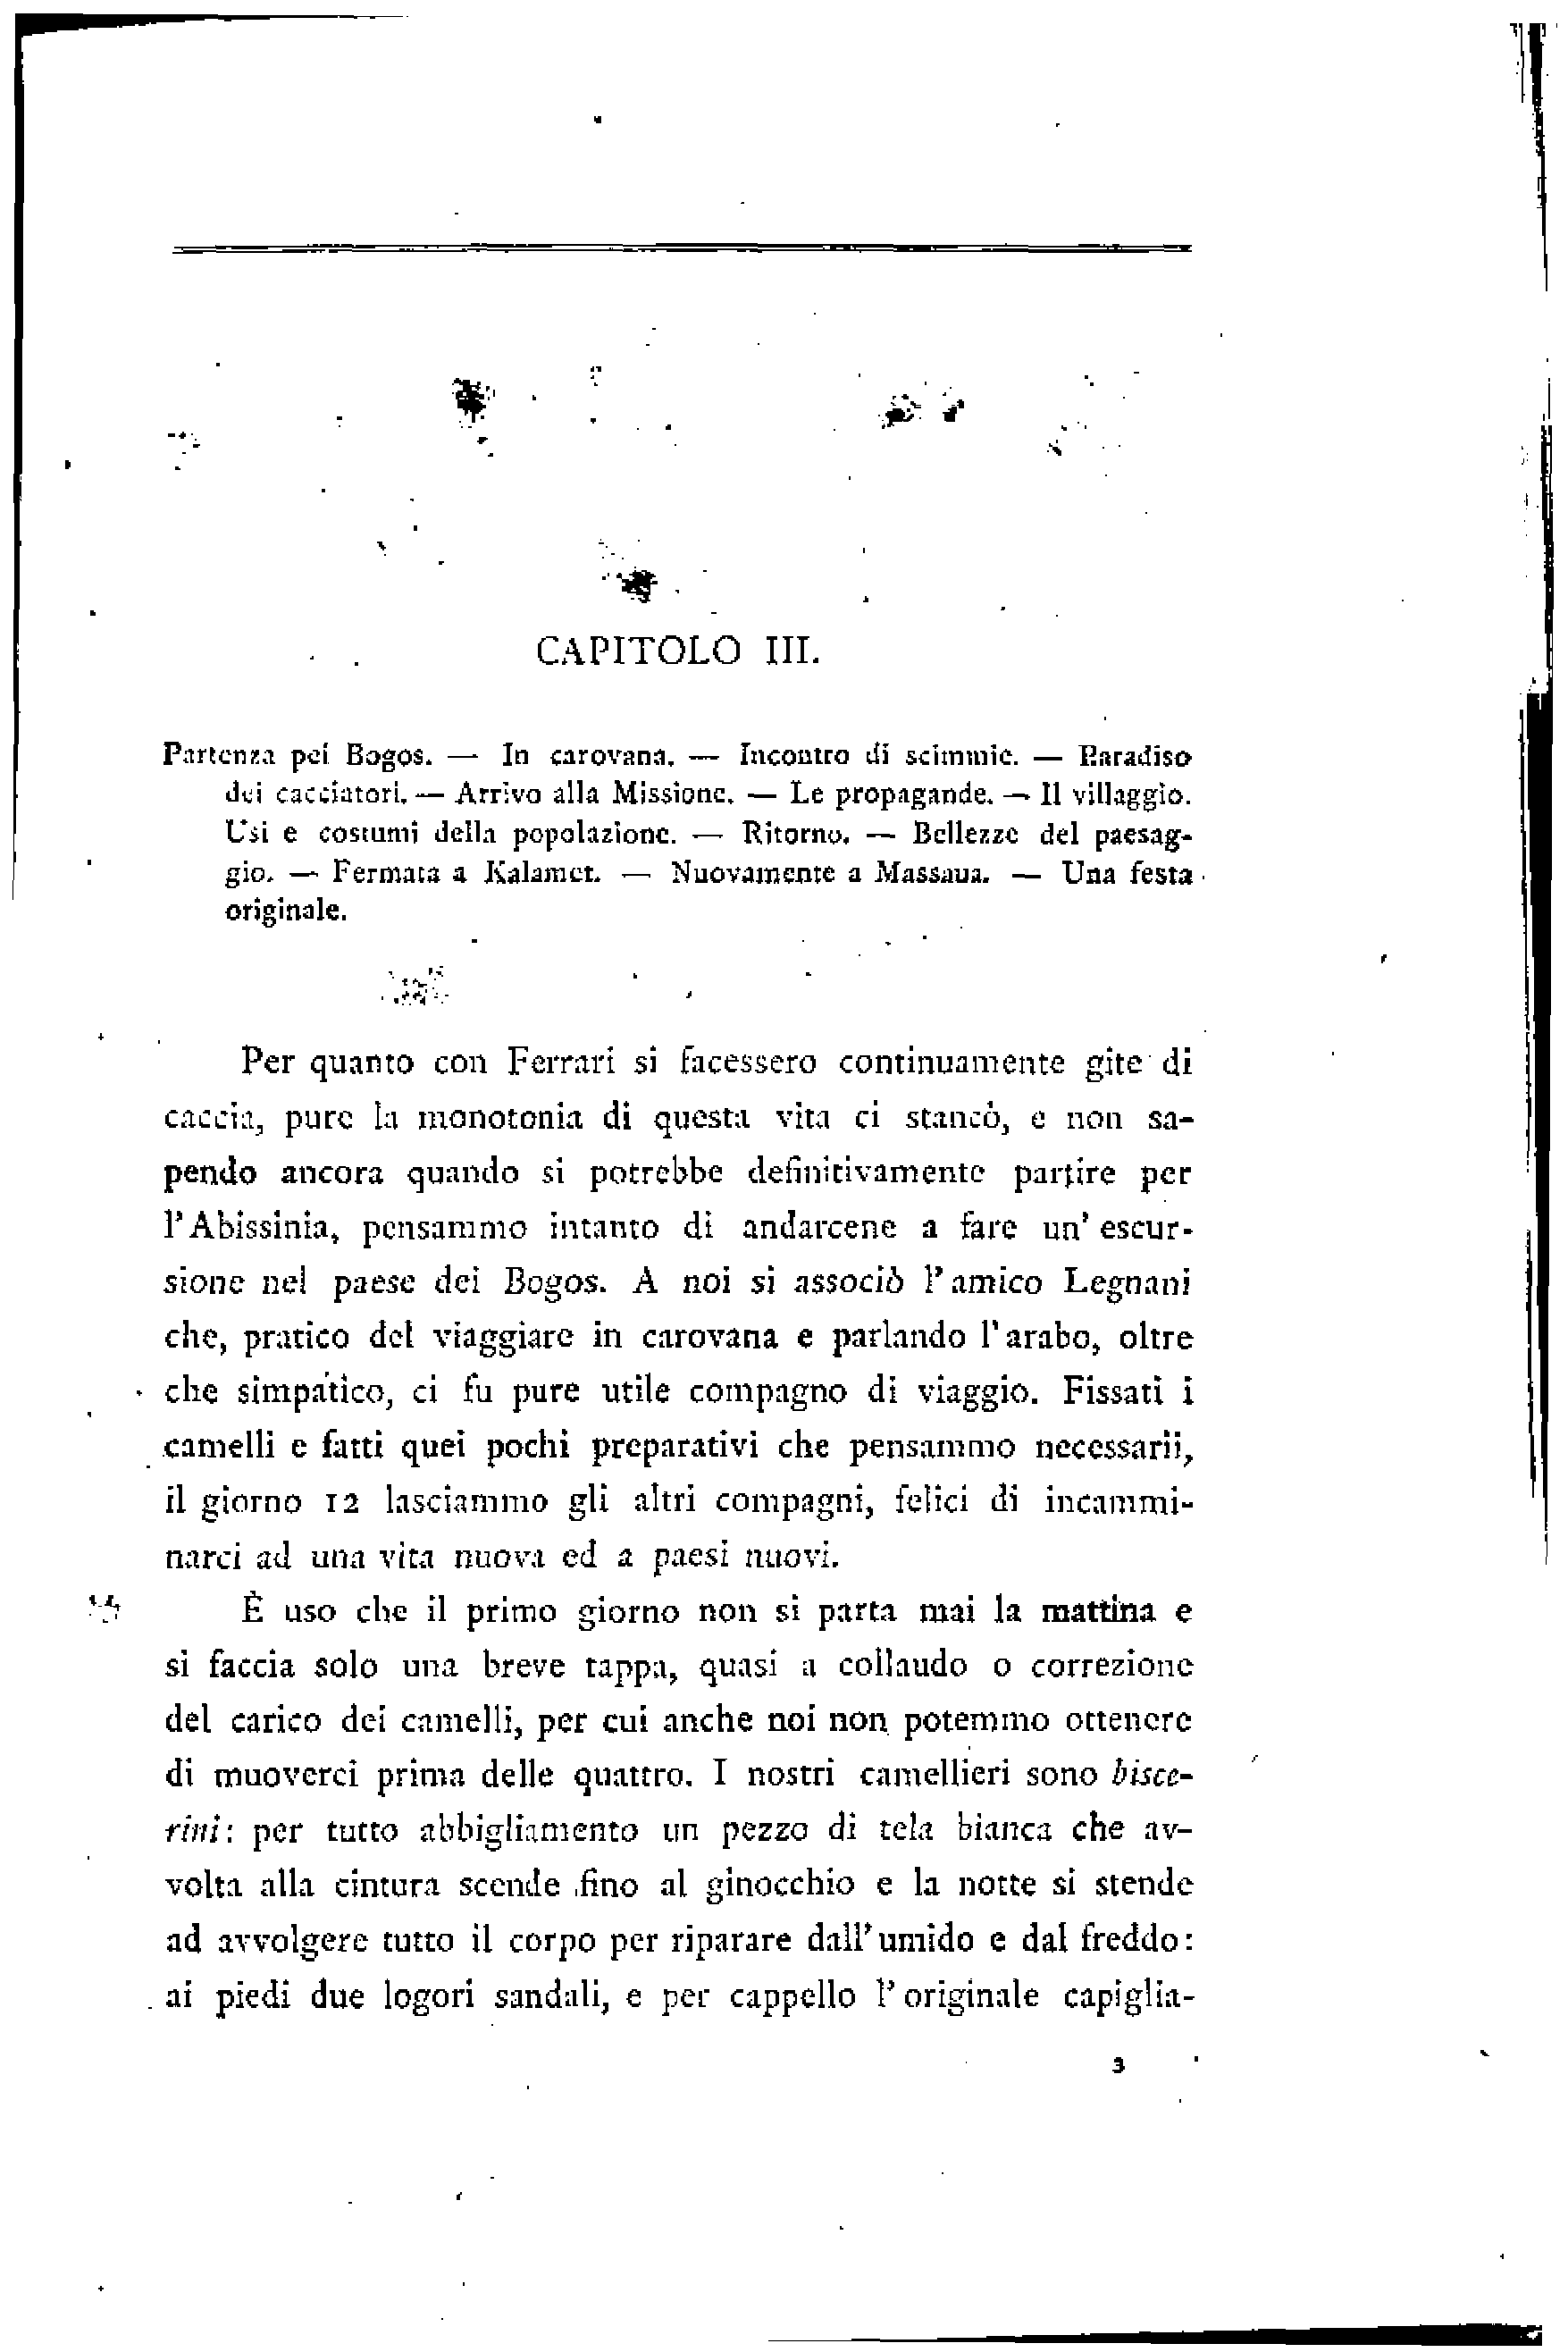 CAPITOLO III.
Partenza pei Bogos. — In carovana. — Incontro di scimmie. — Paradiso
dei cacciatori. — Arrivo alla Missione. — Le propagande. — Il villaggio.
Usi e costumi della popolazione. — Ritorno. — Bellezze del paesag-
gio. — Fermata a Kalamet. — Nuovamente a Massaua. — Una festa
originale.
Per quanto con Ferrari si facessero continuamente gite di
caccia, pure la monotonia di questa vita ci stancò, e non sa-
pendo ancora quando si potrebbe definitivamente partire per
l'Abissinia, pensammo intanto di andarcene a fare un' escur-
sione nel paese dei Bogos. A noi si associò l'amico Legnani
che, pratico del viaggiare in carovana e parlando l'arabo, oltre
che simpatico, ci fu pure utile compagno di viaggio. Fissati i
camelli e fatti quei pochi preparativi che pensammo necessarii,
il giorno 12 lasciammo gli altri compagni, felici di incammi-
narci ad una vita nuova ed a paesi nuovi.
È uso che il primo giorno non si parta mai la mattina e
si faccia solo una breve tappa, quasi a collaudo o correzione
del carico dei camelli, per cui anche noi non potemmo ottenere
di muoverci prima delle quattro. I nostri camellieri sono bisce-
rini: per tutto abbigliamento un pezzo di tela bianca che av-
volta alla cintura scende fino al ginocchio e la notte si stende
ad avvolgere tutto il corpo per riparare dall'umido e dal freddo:
ai piedi due logori sandali, e per cappello l'originale capiglia-
3